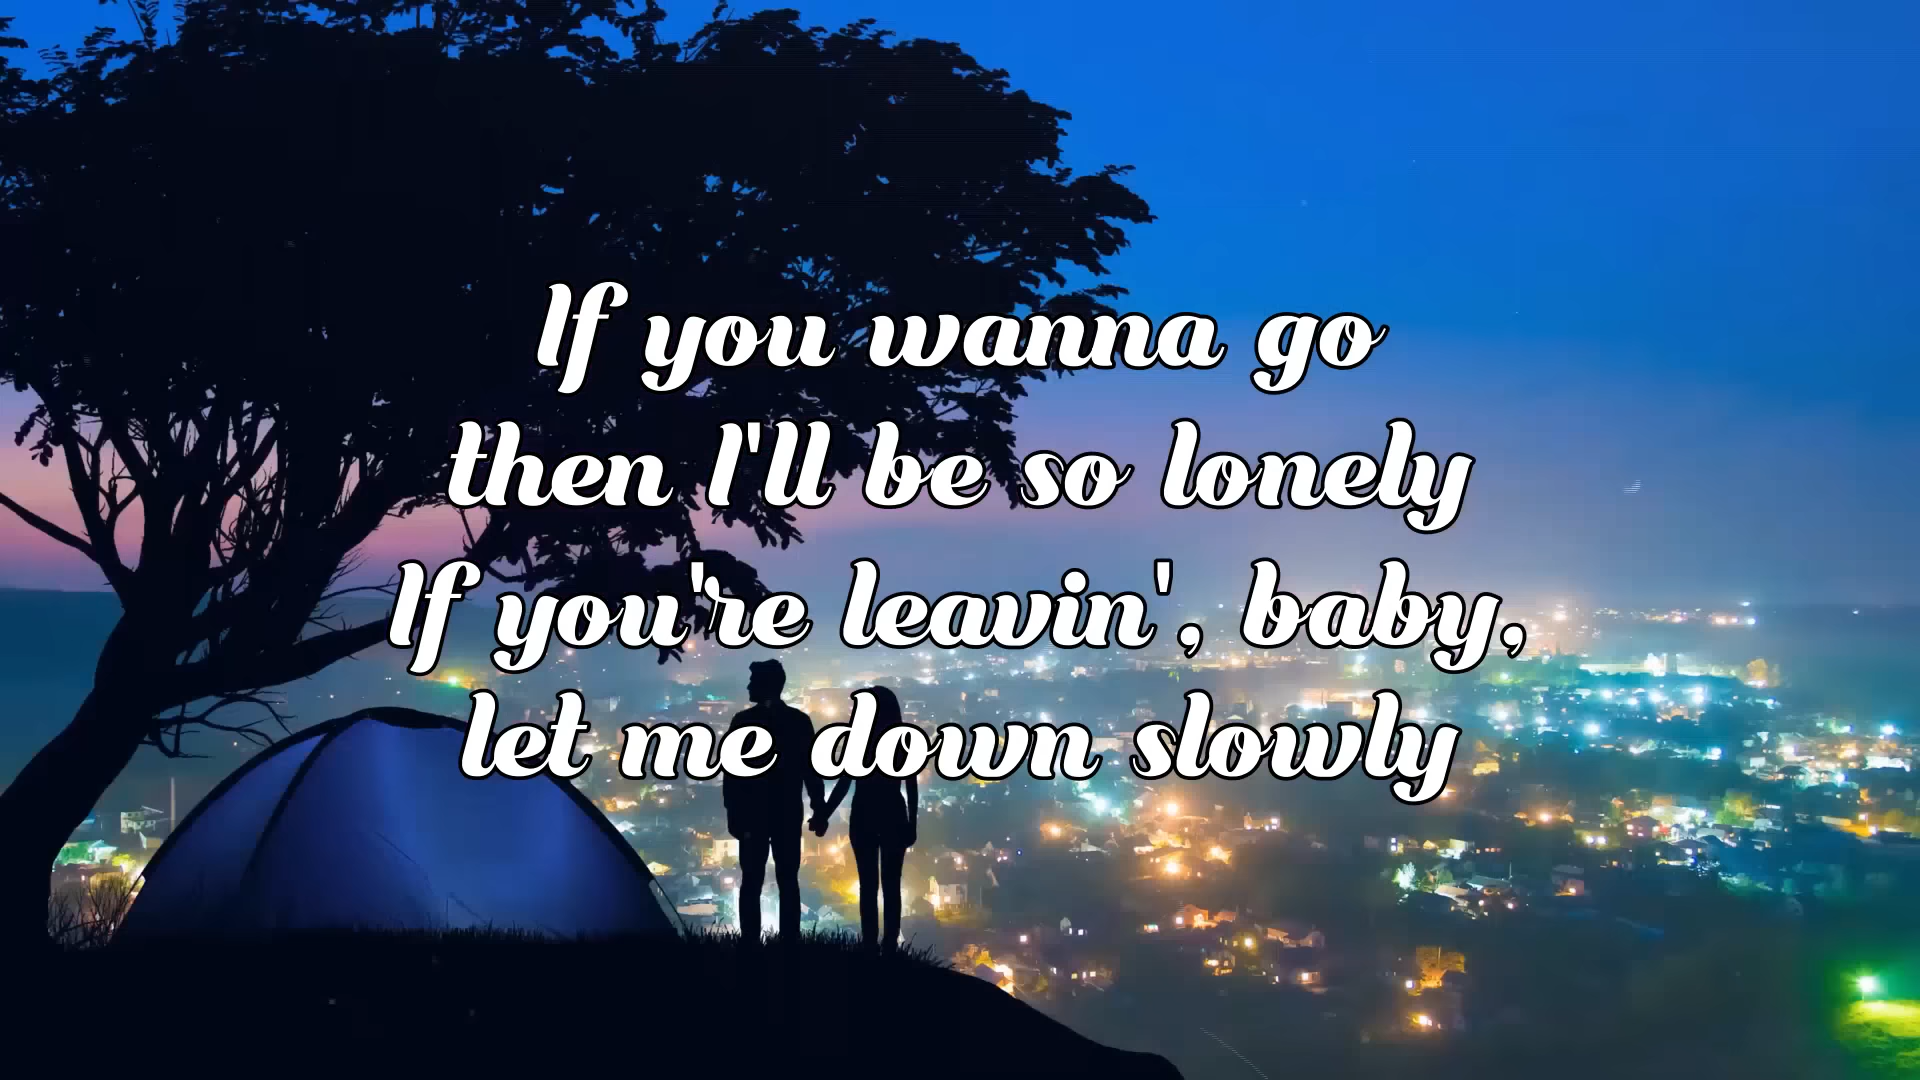 If you wanna go
then I'll be so lonely
If you're leavin', baby,
let me down slowly